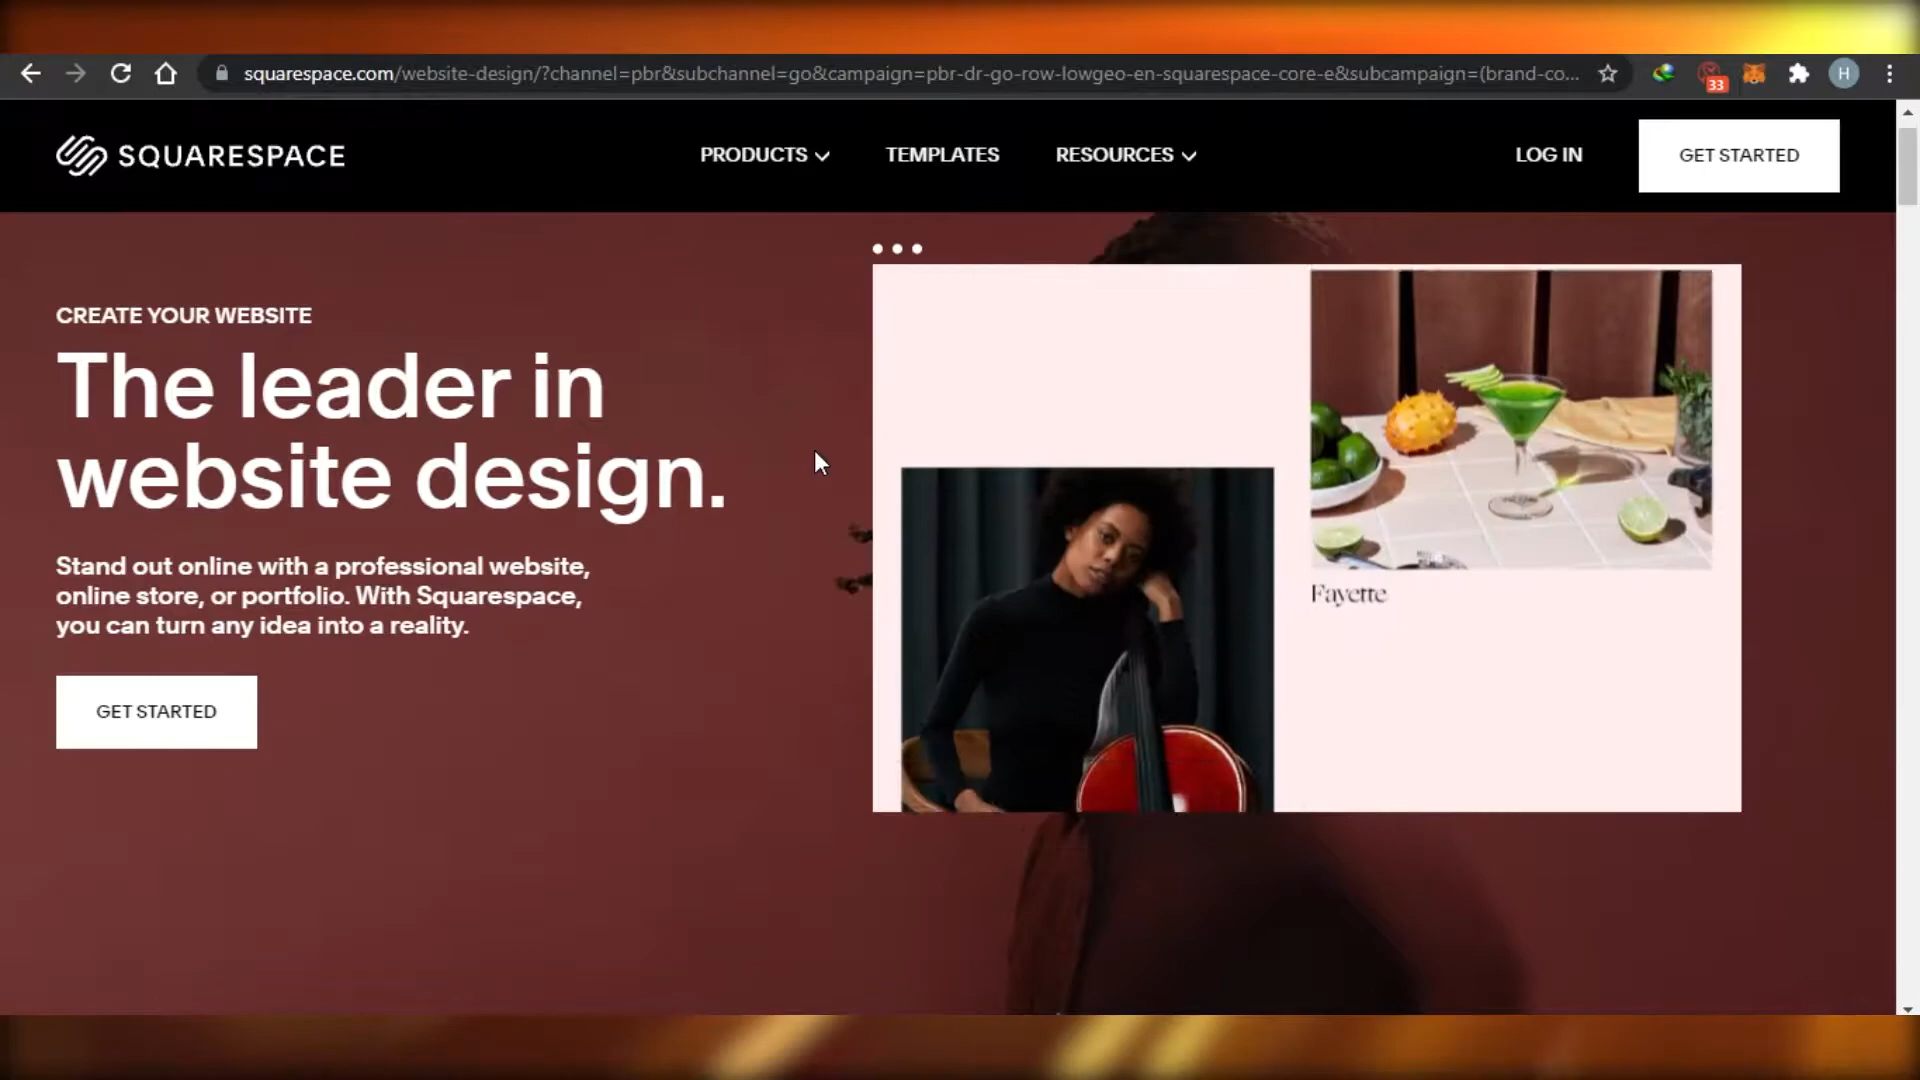 squarespace.com/website-design/?channel=pbr&subchannel=go&campaign=pbr-dr-go-row-lowgeo-en-squarespace-core-e&subcampaign=(brand-co...
33
H
SQUARESPACE
PRODUCTS
TEMPLATES
RESOURCES
LOG IN
GET STARTED
CREATE YOUR WEBSITE
The leader in
website design.
Stand out online with a professional website,
online store, or portfolio. With Squarespace,
you can turn any idea into a reality.
GET STARTED
Fayette